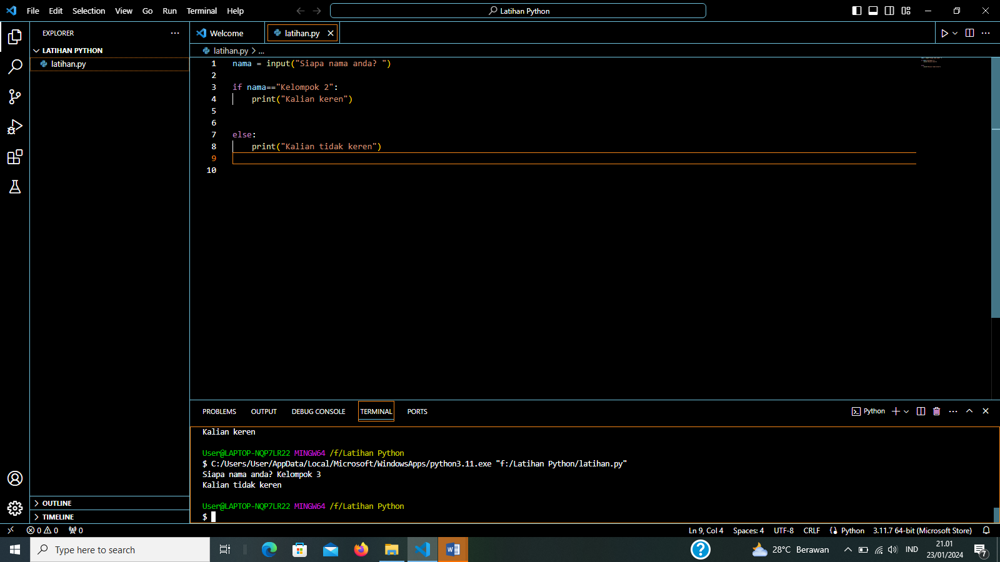 File Edit Selection View Go Run Terminal Help
Latihan Python
EXPLORER
LATIHAN PYTHON
latihan.py
OUTLINE
TIMELINE
Welcome
latihan.py
latihan.py > ...
1 nama = input("Siapa nama anda? ")
2
3 if nama=="Kelompok 2":
4 print("Kalian keren")
5
6
7 else:
8 print("Kalian tidak keren")
9
10
PROBLEMS OUTPUT DEBUG CONSOLE TERMINAL PORTS
Python
Kalian keren
User@LAPTOP-NQP7LR22 MINGW64 /f/Latihan Python
$ C:/Users/User/AppData/Local/Microsoft/WindowsApps/python3.11.exe "f:/Latihan Python/latihan.py"
Siapa nama anda? Kelompok 3
Kalian tidak keren
User@LAPTOP-NQP7LR22 MINGW64 /f/Latihan Python
$
0 0 0
Ln 9, Col 4 Spaces: 4 UTF-8 CRLF Python 3.11.7 64-bit (Microsoft Store)
Type here to search
28°C Berawan
IND
21.01
23/01/2024
7